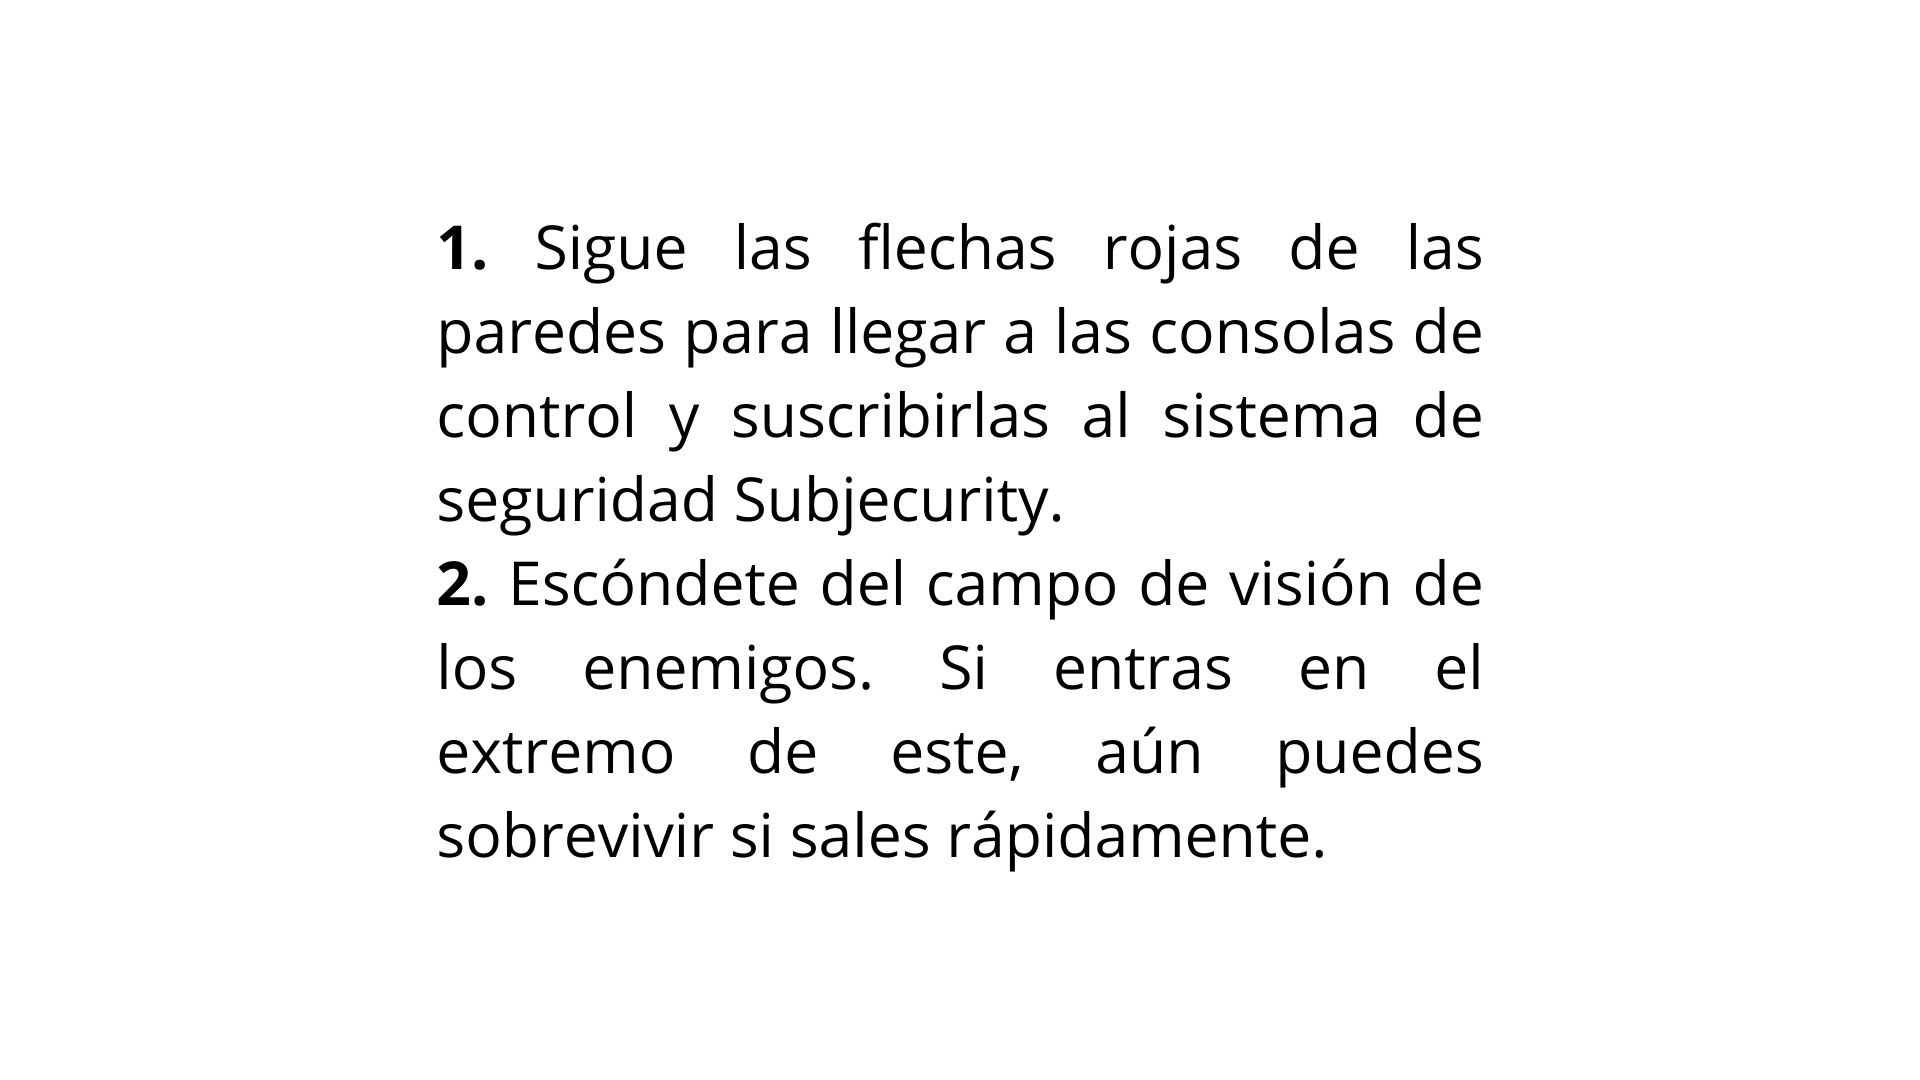 1. Sigue las flechas rojas de las
paredes para llegar a las consolas de
control y suscribirlas al sistema de
seguridad Subjecurity.
2. Escóndete del campo de visión de
los enemigos. Si entras en el
extremo de este, aún puedes
sobrevivir si sales rápidamente.